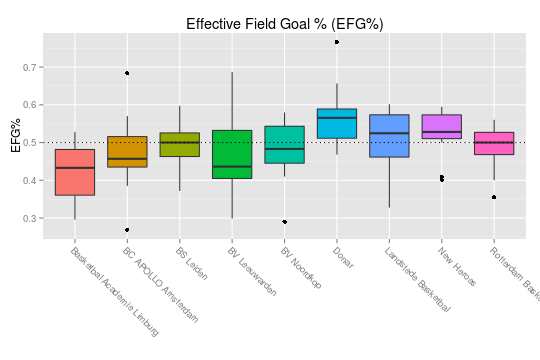 Effective Field Goal % (EFG%)
EFG%
0.7
0.6
0.5
0.4
0.3
Basketbal Academie Limburg
BC APOLLO Amsterdam
BS Leiden
BV Leeuwarden
BV Noordkop
Donar
Landstede Basketbal
New Heroes
Rotterdam Bask